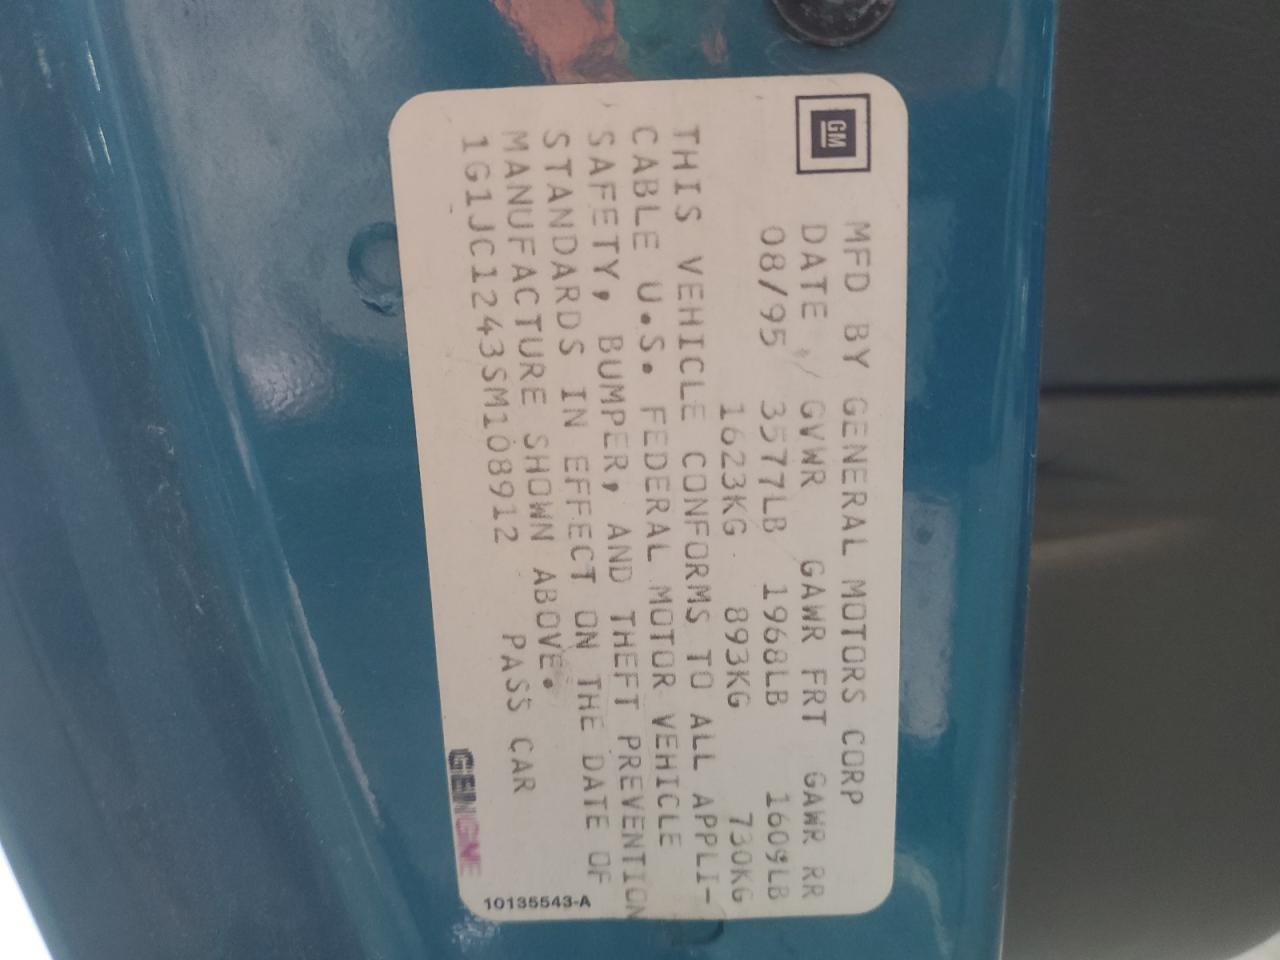 GM
MFD BY GENERAL MOTORS CORP
DATE GVWR GAWR FRT GAWR RR
08/95 3577LB 1968LB 1609LB
1623KG 893KG 730KG
THIS VEHICLE CONFORMS TO ALL APPLI-
CABLE U.S. FEDERAL MOTOR VEHICLE
SAFETY, BUMPER, AND THEFT PREVENTION
STANDARDS IN EFFECT ON THE DATE OF
MANUFACTURE SHOWN ABOVE.
1G1JC1243SM108912 PASS CAR
10135543-A